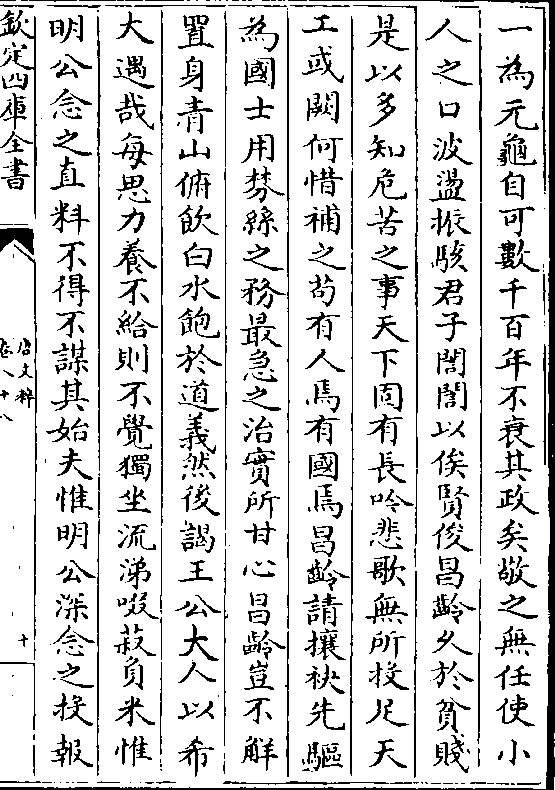 一為元龜自可數千百年不衰其政矣敬之無任使小
人之口波盪振駭君子誾誾以俟賢俊昌齡久於貧賤
是以多知危苦之事天下固有長吟悲歌無所投足天
工或闕何惜補之茍有人焉有國焉昌齡請攘袂先驅
為國士用棼絲之務最急之治實所甘心昌齡豈不解
置身青山俯飲白水飽於道義然後謁王公大人以希
大遇哉每思力養不給則不覺獨坐流涕啜菽負米惟
明公念之直料不得不謀其始夫惟明公深念之投報
欽定四庫全書
唐文粹
卷八十八
十